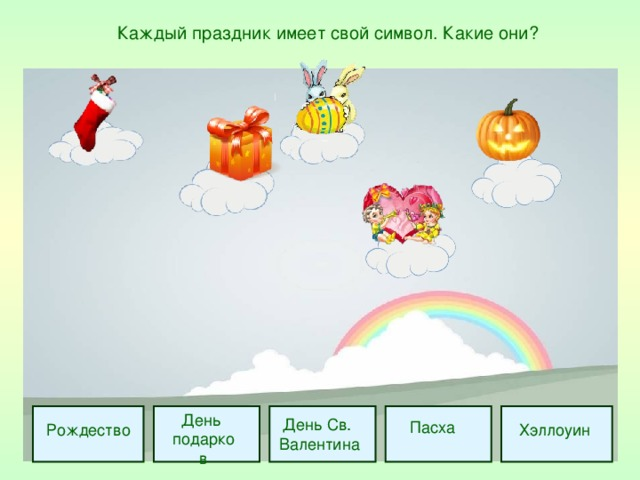 Каждый праздник имеет свой символ. Какие они?
Рождество
День
подарко
в
День Св.
Валентина
Пасха
Хэллоуин